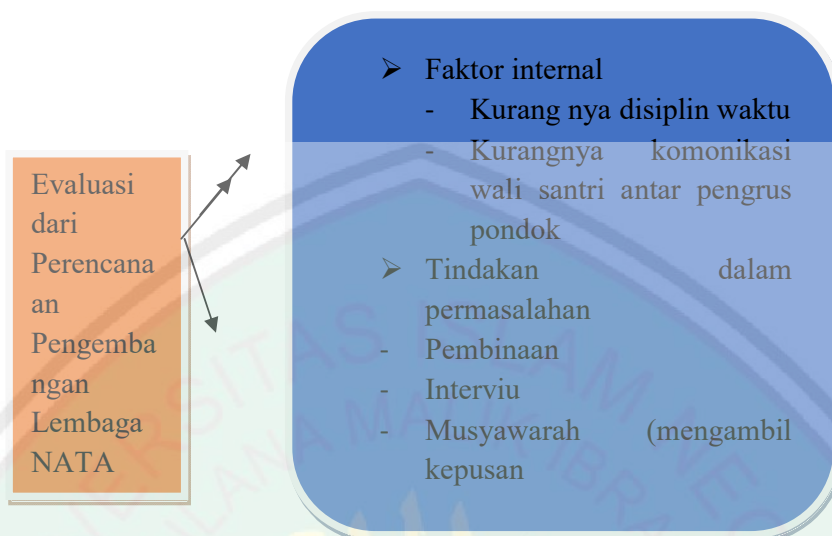 Evaluasi
dari
Perencana
an
Pengemba
ngan
Lembaga
NATA
➢ Faktor internal
- Kurang nya disiplin waktu
- Kurangnya komonikasi
wali santri antar pengrus
pondok
➢ Tindakan dalam
permasalahan
- Pembinaan
- Interviu
- Musyawarah (mengambil
kepusan